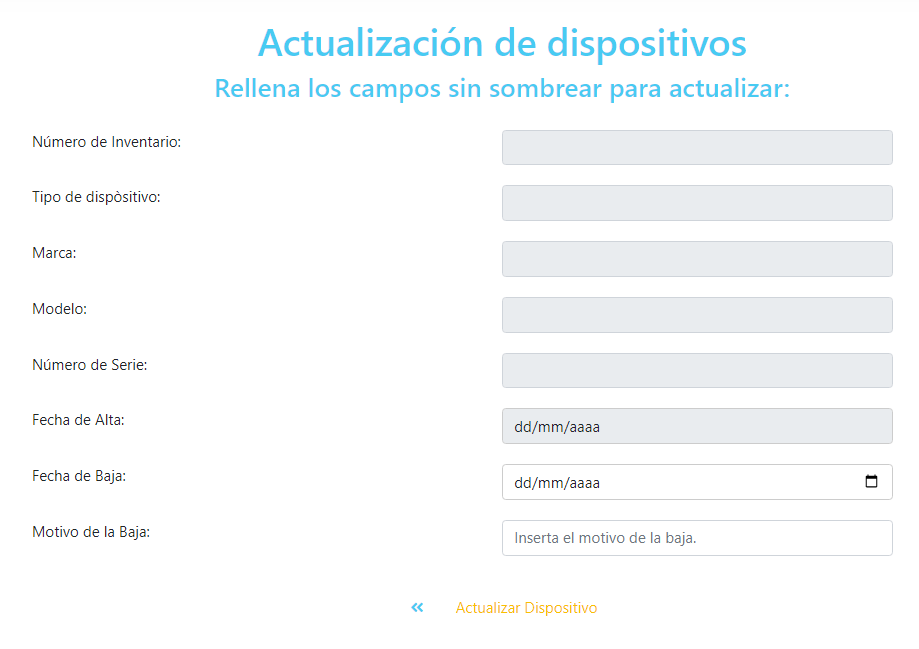 Actualización de dispositivos
Rellena los campos sin sombrear para actualizar:
Número de Inventario:
Tipo de dispòsitivo:
Marca:
Modelo:
Número de Serie:
Fecha de Alta: dd/mm/aaaa
Fecha de Baja: dd/mm/aaaa
Motivo de la Baja: Inserta el motivo de la baja.
« Actualizar Dispositivo